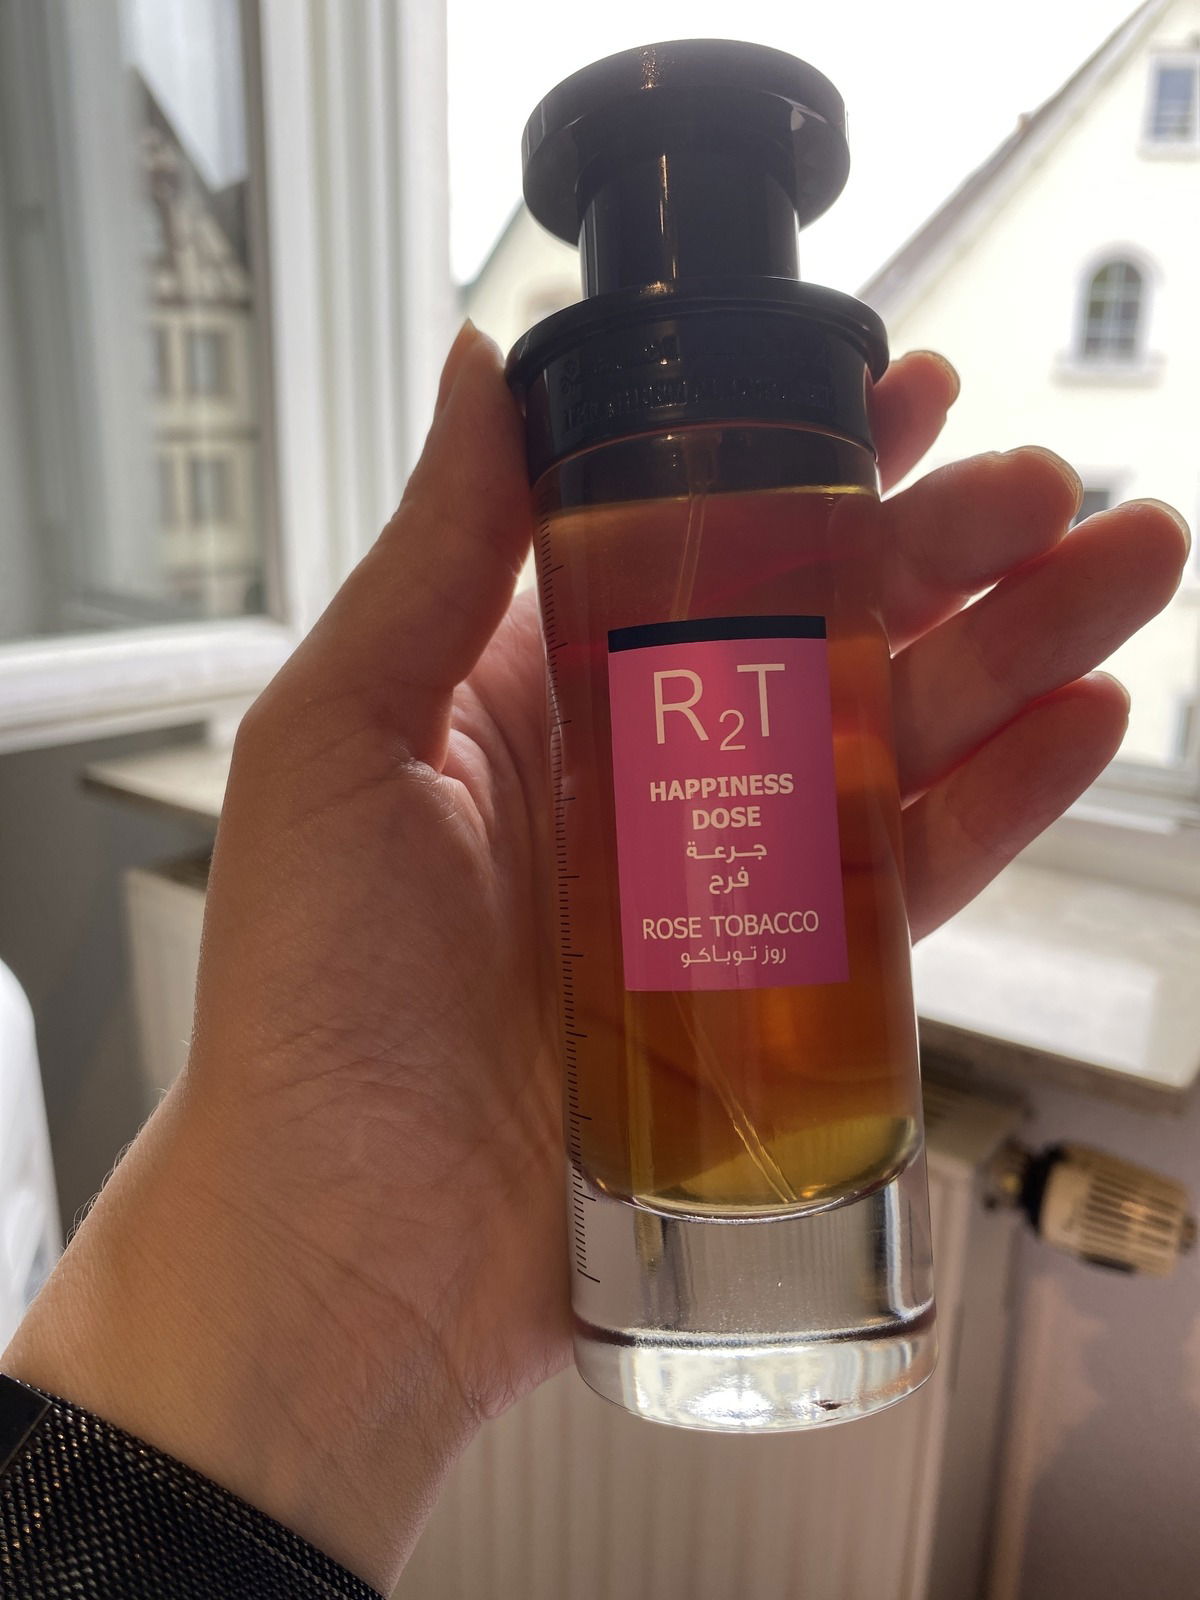 R₂T
HAPPINESS
DOSE
جرعة
فرح
ROSE TOBACCO
روز توباكو